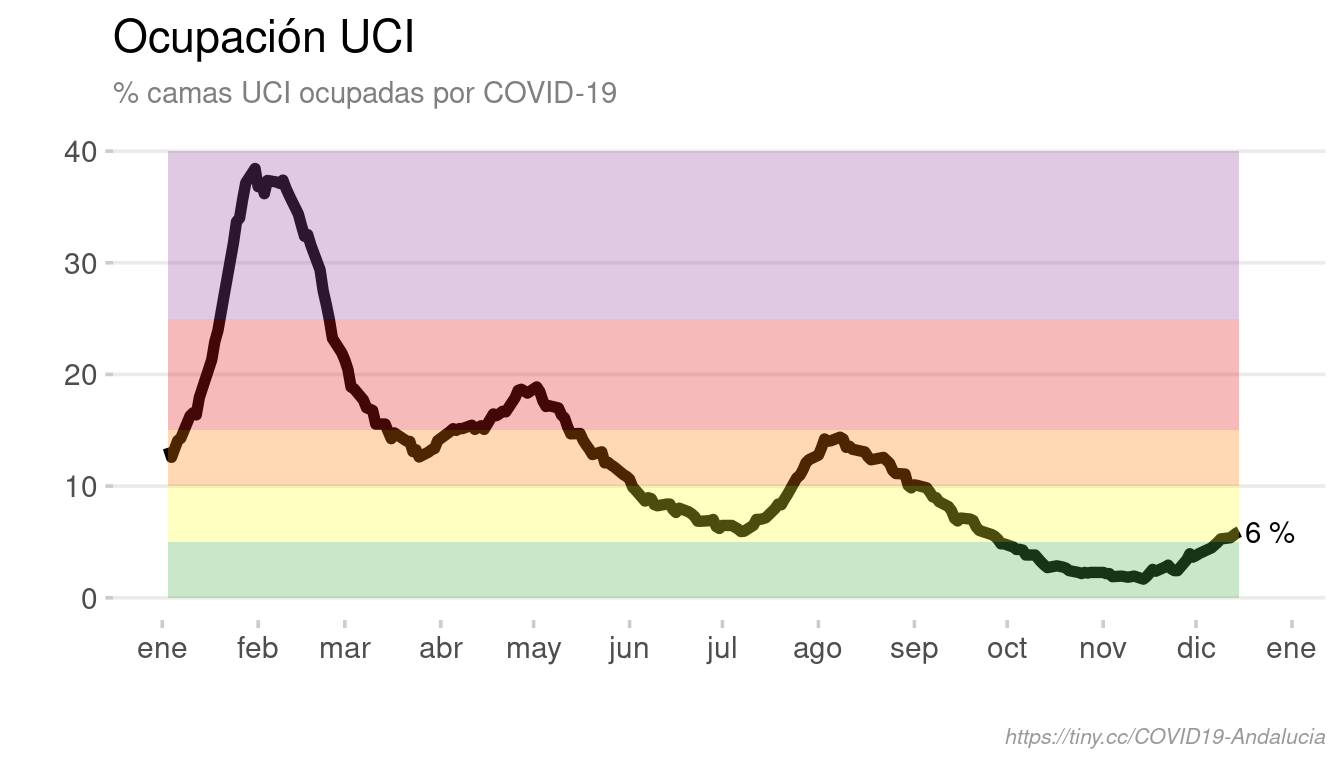 Ocupación UCI
% camas UCI ocupadas por COVID-19
40
30
20
10
0
6 %
ene feb mar abr may jun jul ago sep oct nov dic ene
https://tiny.cc/COVID19-Andalucia